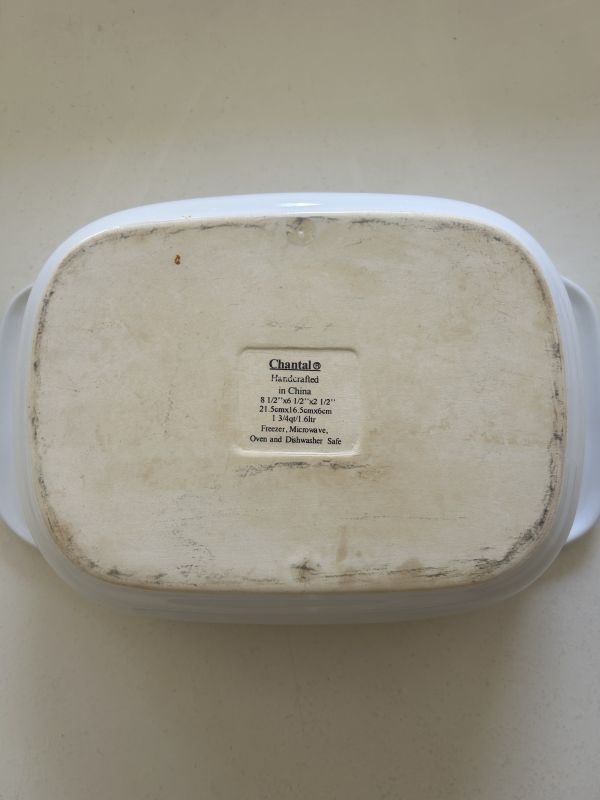 Chantal®
Handcrafted
in China
8 1/2"x6 1/2"x2 1/2"
21.5cmx16.5cmx6cm
1 3/4qt/1.6ltr
Freezer, Microwave,
Oven and Dishwasher Safe